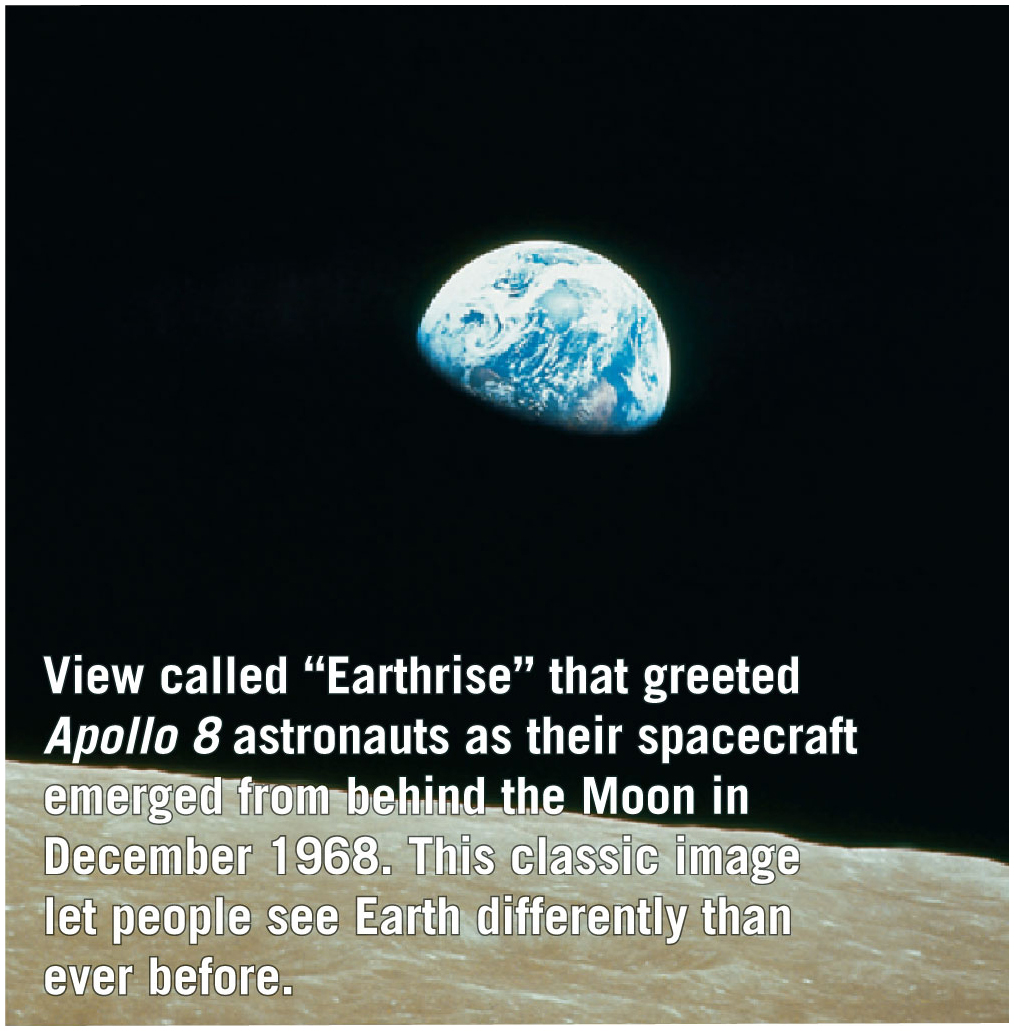 View called “Earthrise” that greeted
Apollo 8 astronauts as their spacecraft
emerged from behind the Moon in
December 1968. This classic image
let people see Earth differently than
ever before.